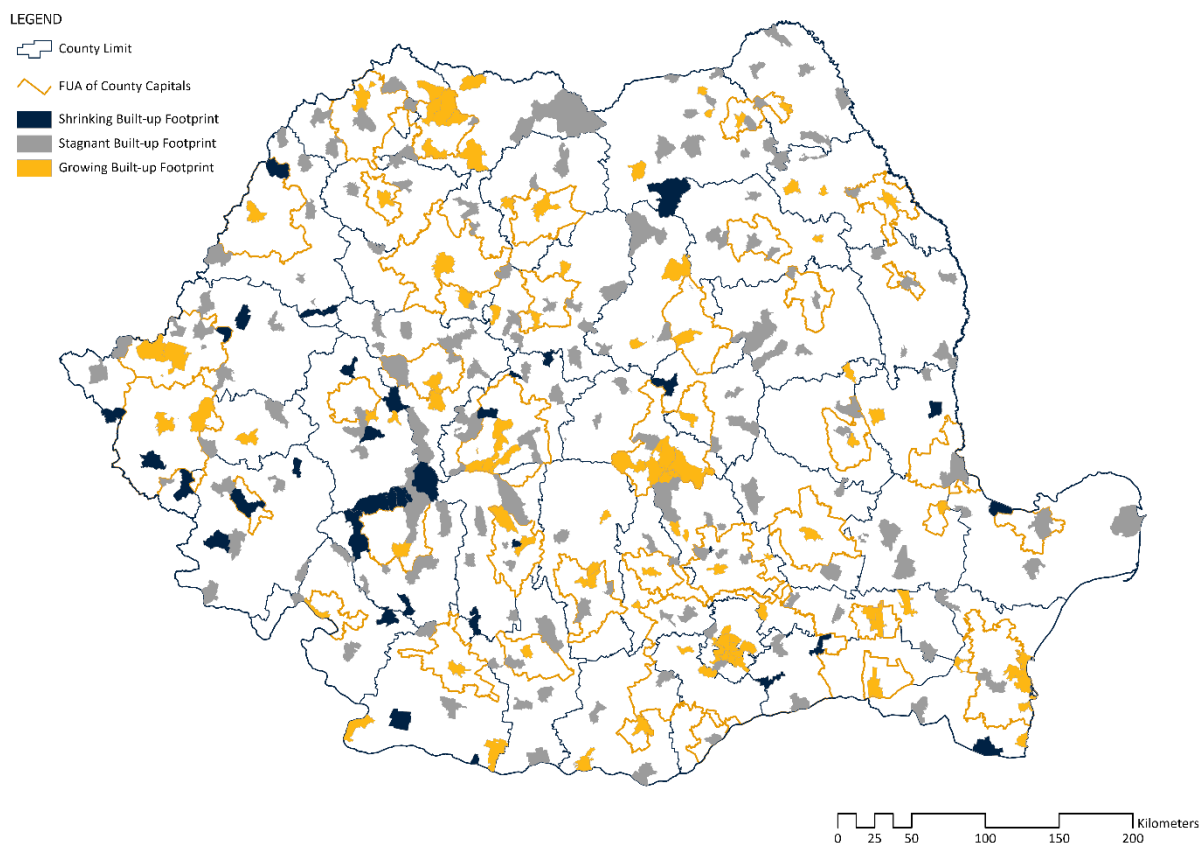 LEGEND
County Limit
FUA of County Capitals
Shrinking Built-up Footprint
Stagnant Built-up Footprint
Growing Built-up Footprint
Kilometers
0 25 50 100 150 200